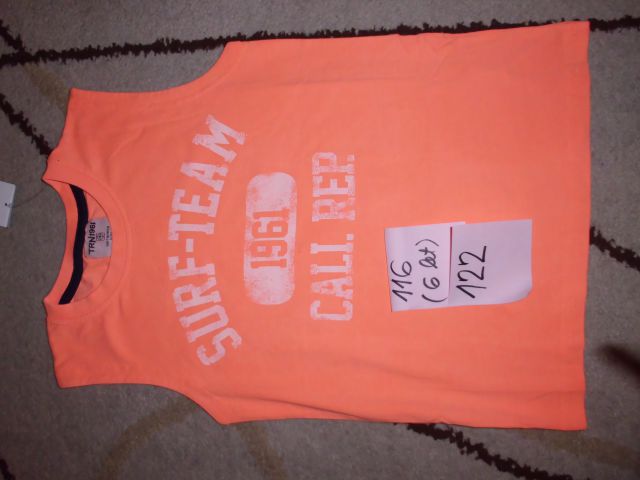 TRN1961
SURF-TEAM
1961
CALI. REP.
116
(6 let)
122